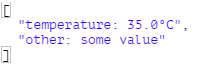 [
"temperature: 35.0°C",
"other: some value"
]